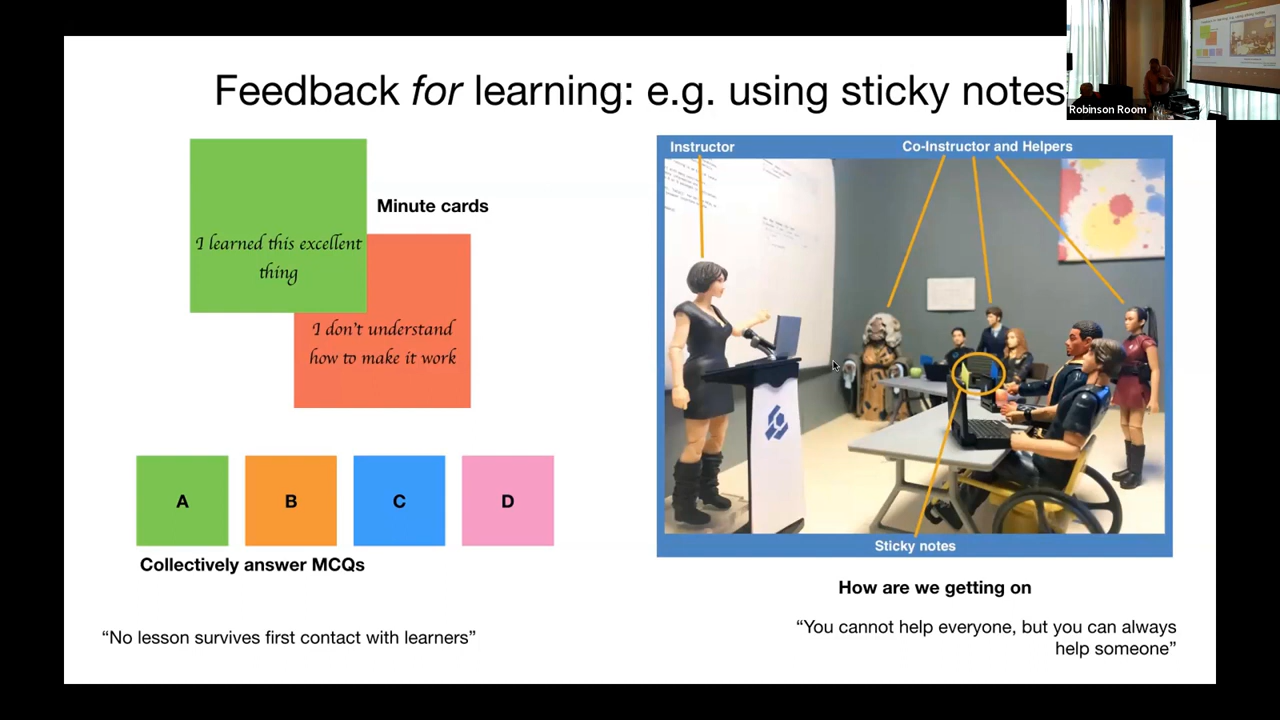 Feedback for learning: e.g. using sticky notes
Robinson Room
I learned this excellent
thing
Minute cards
I don't understand
how to make it work
A B C D
Collectively answer MCQs
"No lesson survives first contact with learners"
Instructor
Co-Instructor and Helpers
Sticky notes
How are we getting on
"You cannot help everyone, but you can always
help someone"